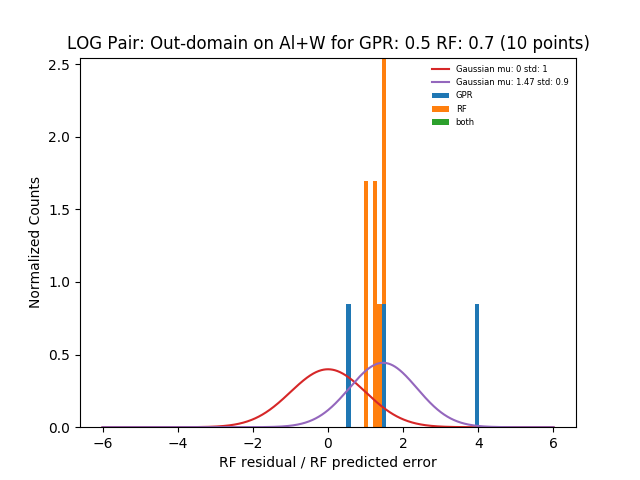 LOG Pair: Out-domain on Al+W for GPR: 0.5 RF: 0.7 (10 points)
Gaussian mu: 0 std: 1
Gaussian mu: 1.47 std: 0.9
GPR
RF
both
Normalized Counts
2.5
2.0
1.5
1.0
0.5
0.0
−6 −4 −2 0 2 4 6
RF residual / RF predicted error